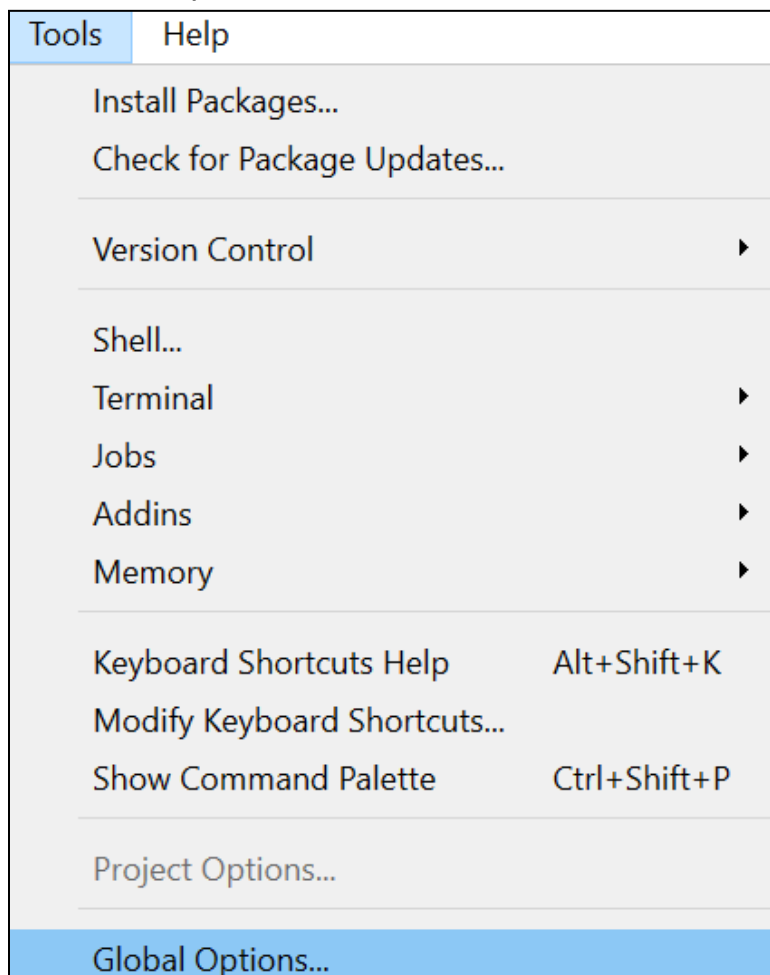 Tools Help
Install Packages...
Check for Package Updates...
Version Control
Shell...
Terminal
Jobs
Addins
Memory
Keyboard Shortcuts Help Alt+Shift+K
Modify Keyboard Shortcuts...
Show Command Palette Ctrl+Shift+P
Project Options...
Global Options...